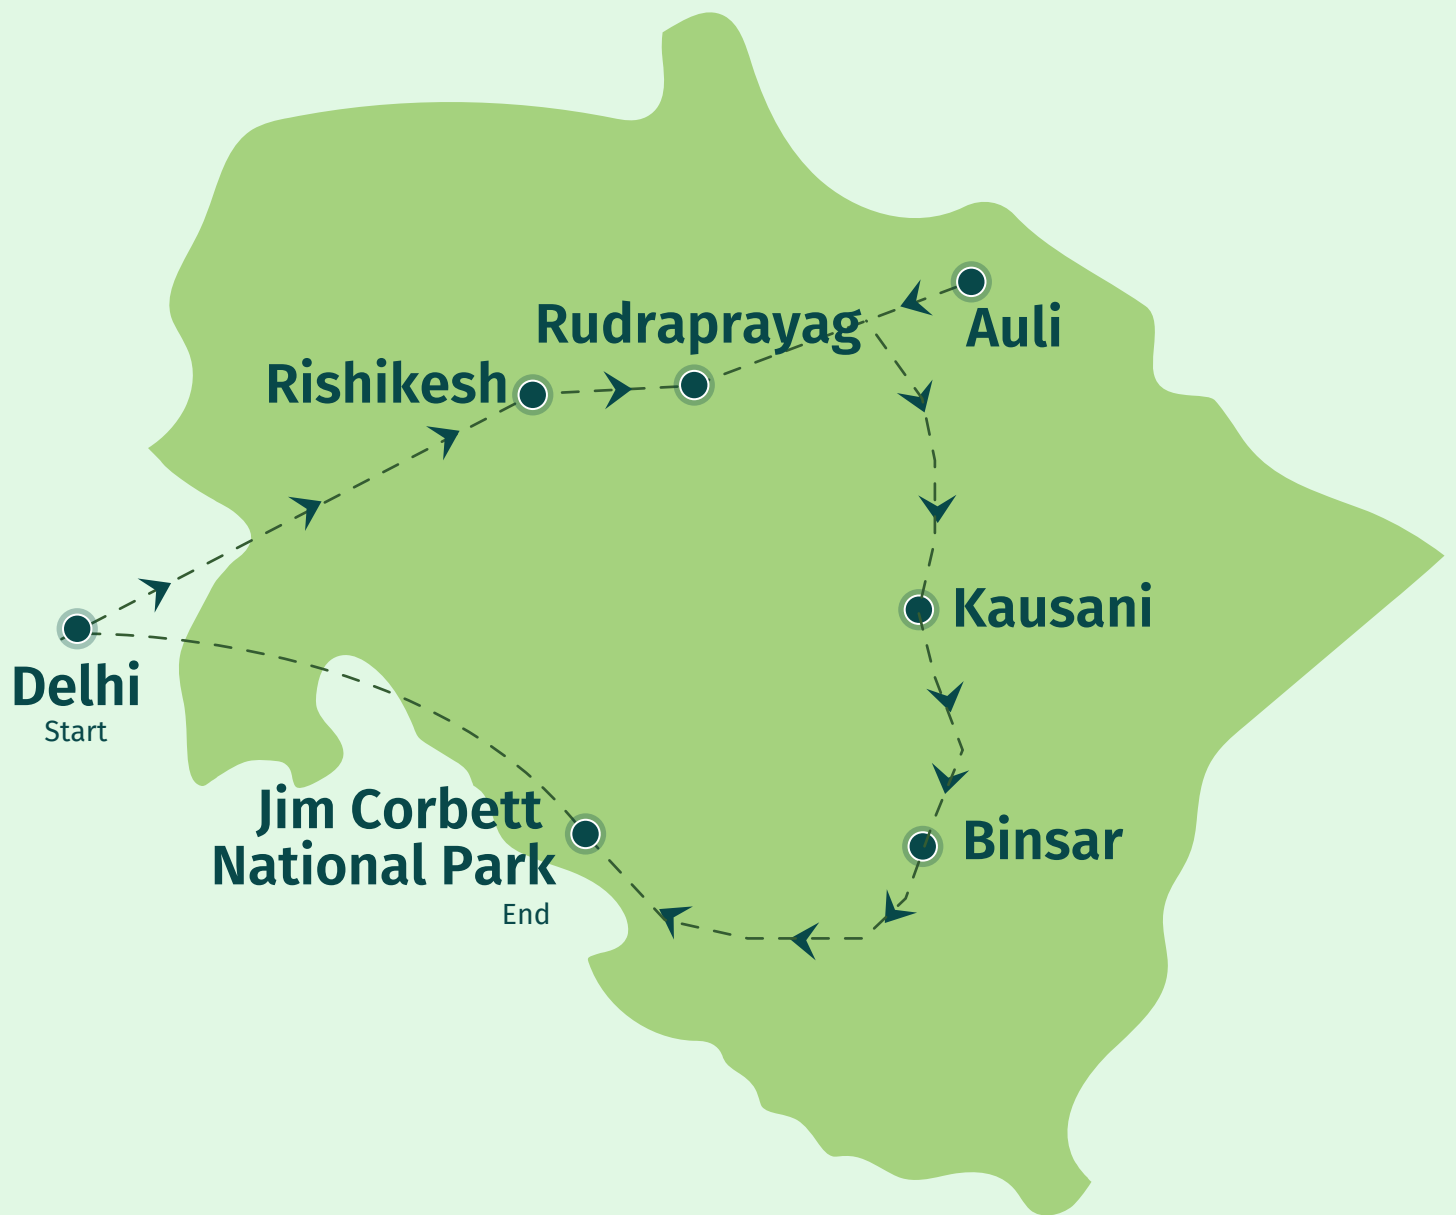 Auli
Rudraprayag
Rishikesh
Kausani
Delhi
Start
Jim Corbett
National Park
End
Binsar